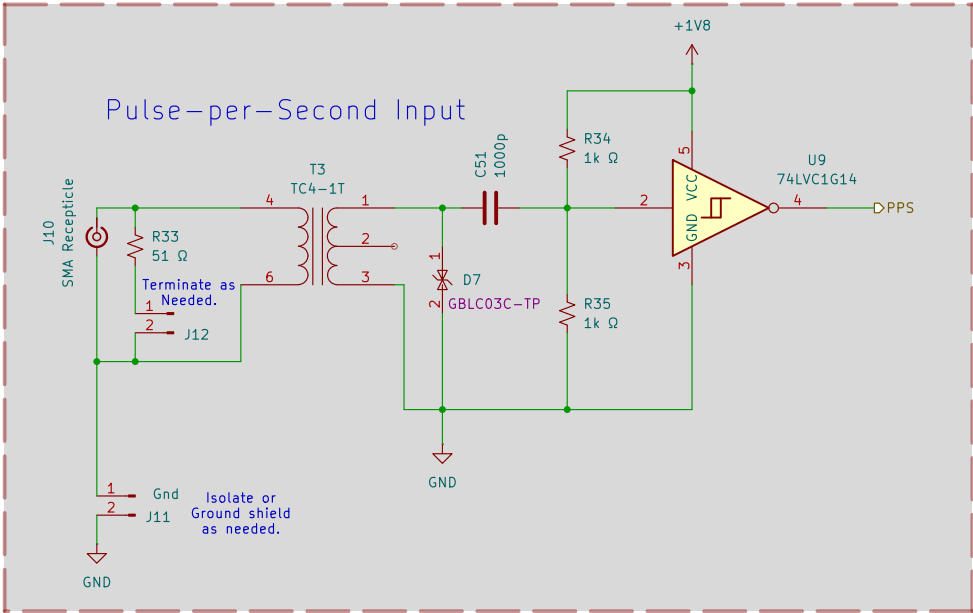 +1V8
Pulse-per-Second Input
R34
1k Ω
C51
1000p
5
U9
74LVC1G14
T3
TC4-1T
VCC
GND
J10
SMA Recepticle
4
1
2
4
PPS
R33
51 Ω
2
3
6
3
1
2
D7
GBLC03C-TP
Terminate as
Needed.
1
2
J12
R35
1k Ω
GND
1
Gnd
2
J11
Isolate or
Ground shield
as needed.
GND